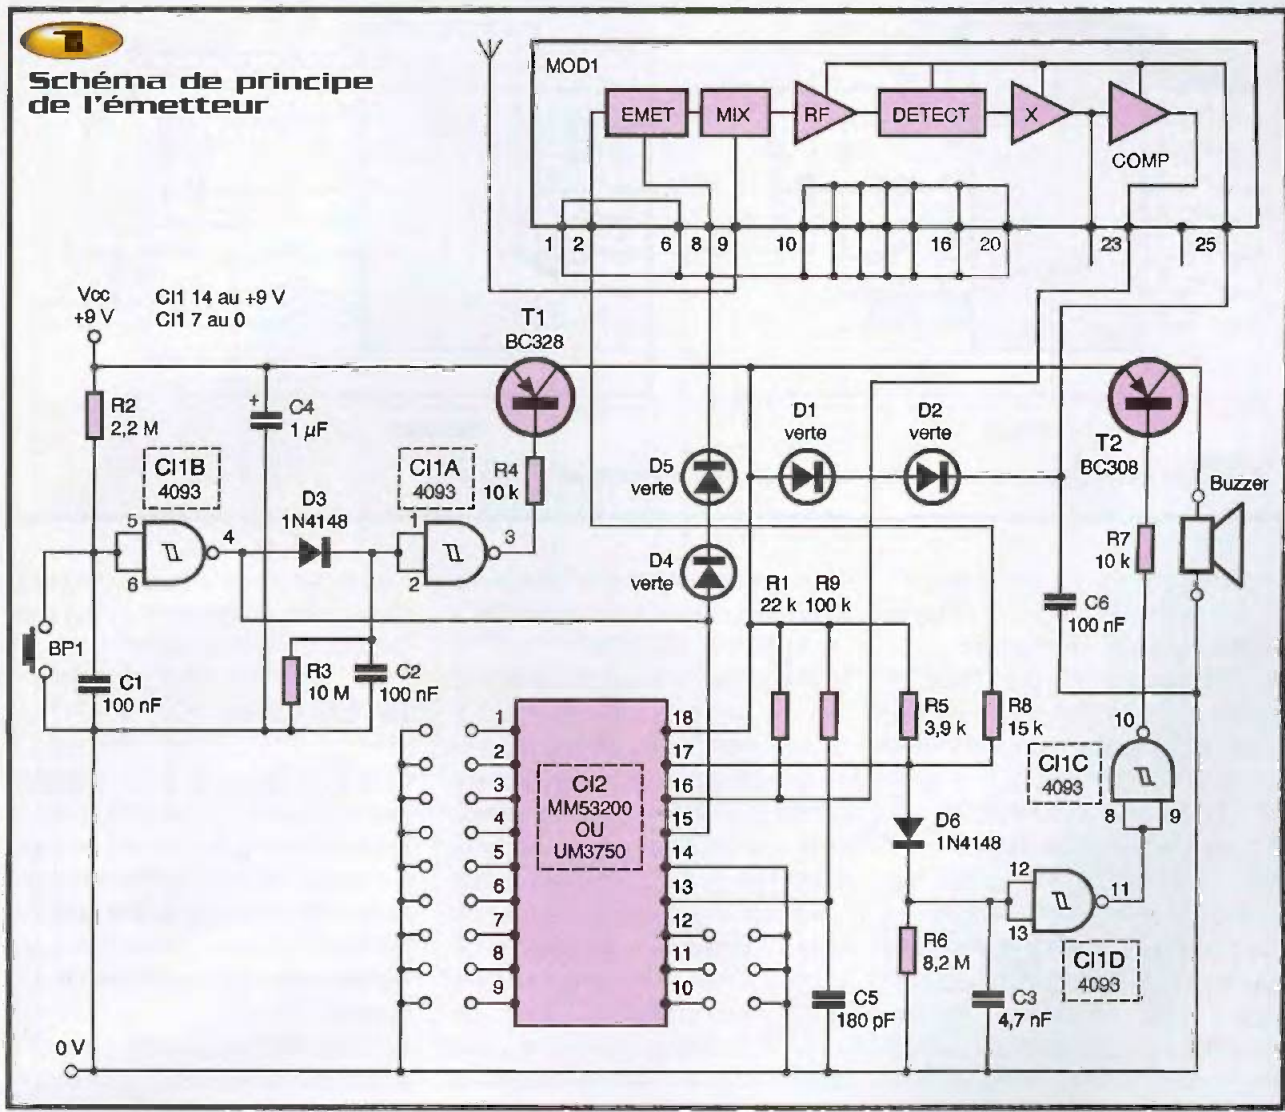 1
Schéma de principe
de l'émetteur
MOD1
EMET
MIX
RF
DETECT
X
COMP
1 2 6 8 9 10 16 20 23 25
Vcc
+9 V
CI1 14 au +9 V
CI1 7 au 0
T1
BC328
R2
2,2 M
+
C4
1 µF
CI1B
4093
5
6
4
D3
1N4148
CI1A
4093
1
2
3
R4
10 k
D5
verte
D4
verte
D1
verte
D2
verte
T2
BC308
Buzzer
R7
10 k
BP1
C1
100 nF
R3
10 M
C2
100 nF
R1
22 k
R9
100 k
C6
100 nF
R5
3,9 k
R8
15 k
CI2
MM53200
OU
UM3750
1
2
3
4
5
6
7
8
9
18
17
16
15
14
13
12
11
10
10
CI1C
4093
8
9
D6
1N4148
12
13
11
CI1D
4093
R6
8,2 M
C5
180 pF
C3
4,7 nF
0 V